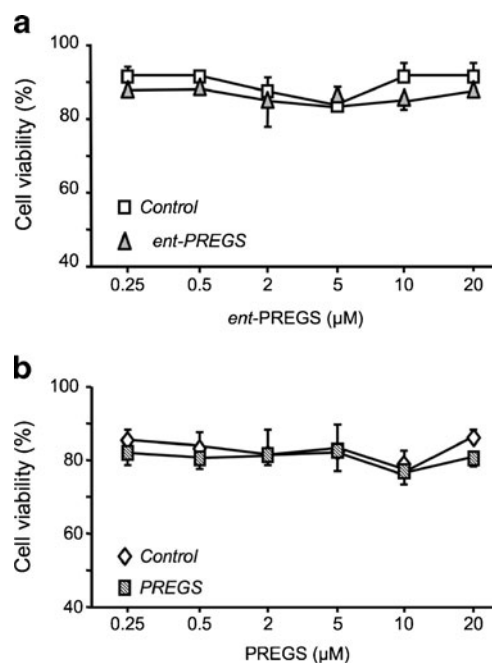 a
100
80
90
40
Cell viability (%)
Control
ent-PREGS
0.25 0.5 2 5 10 20
ent-PREGS (µM)
b
100
80
60
40
Cell viability (%)
Control
PREGS
0.25 0.5 2 5 10 20
PREGS (µM)